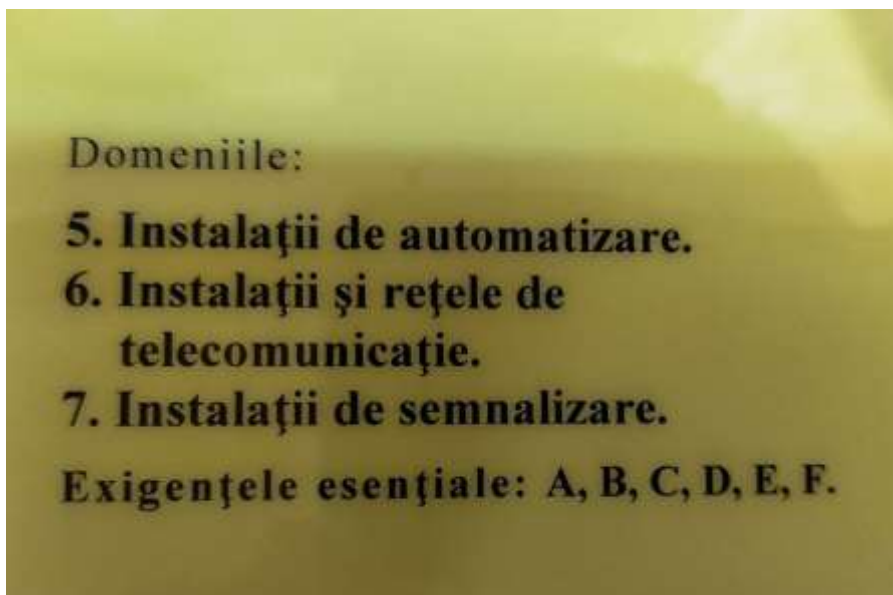 Domeniile:
5. Instalaţii de automatizare.
6. Instalaţii şi reţele de
telecomunicaţie.
7. Instalaţii de semnalizare.
Exigenţele esenţiale: A, B, C, D, E, F.